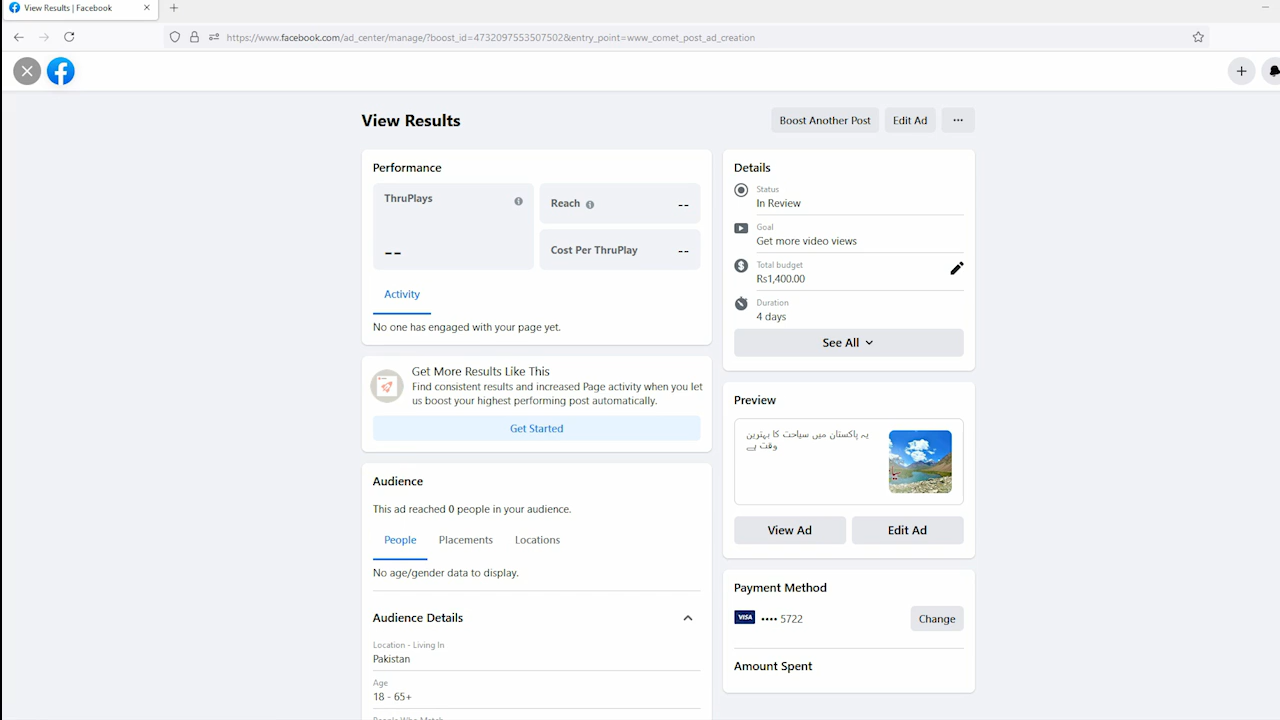 View Results | Facebook
https://www.facebook.com/ad_center/manage/?boost_id=4732097553507502&entry_point=www_comet_post_ad_creation
View Results
Boost Another Post
Edit Ad
Performance
ThruPlays
--
Reach
--
Cost Per ThruPlay
--
Activity
No one has engaged with your page yet.
Get More Results Like This
Find consistent results and increased Page activity when you let
us boost your highest performing post automatically.
Get Started
Audience
This ad reached 0 people in your audience.
People
Placements
Locations
No age/gender data to display.
Audience Details
Location - Living In
Pakistan
Age
18 - 65+
People Who Match
Details
Status
In Review
Goal
Get more video views
Total budget
Rs1,400.00
Duration
4 days
See All
Preview
یہ پاکستان میں سیاحت کا بہترین
وقت ہے
View Ad
Edit Ad
Payment Method
VISA •••• 5722
Change
Amount Spent